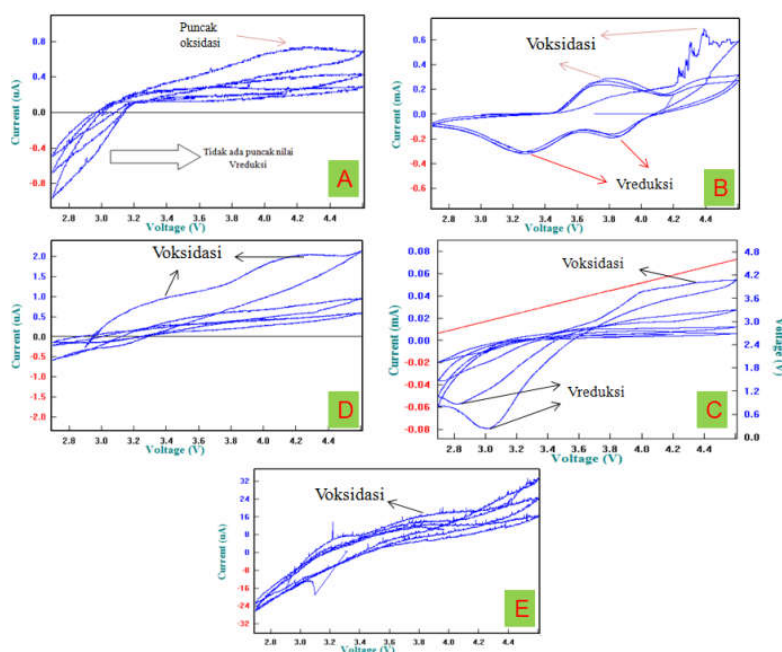 Puncak
oksidasi
0.8
0.4
0.0
-0.4
-0.8
Current (uA)
Tidak ada puncak nilai
Vreduksi
A
2.8 3.2 3.6 4.0 4.4
Voltage (V)
Voksidasi
0.6
0.4
0.2
0.0
-0.2
-0.4
-0.6
Current (mA)
Vreduksi
B
2.8 3.0 3.2 3.4 3.6 3.8 4.0 4.2 4.4
Voltage (V)
Voksidasi
2.0
1.5
1.0
0.5
0.0
-0.5
-1.0
-1.5
-2.0
Current (uA)
D
2.8 3.0 3.2 3.4 3.6 3.8 4.0 4.2 4.4
Voltage (V)
Voksidasi
0.08
0.06
0.04
0.02
0.00
-0.02
-0.04
-0.06
-0.08
Current (mA)
Vreduksi
C
4.8
4.2
3.6
3.0
2.4
1.8
1.2
0.6
0.0
Voltage (V)
2.8 3.0 3.2 3.4 3.6 3.8 4.0 4.2 4.4
Voltage (V)
Voksidasi
32
24
16
8
0
-8
-16
-24
-32
Current (uA)
E
2.8 3.0 3.2 3.4 3.6 3.8 4.0 4.2 4.4
Voltage (V)